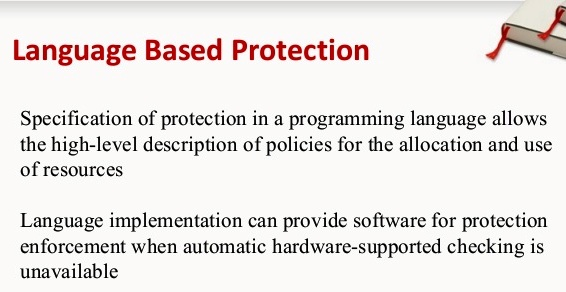 Language Based Protection
Specification of protection in a programming language allows
the high-level description of policies for the allocation and use
of resources
Language implementation can provide software for protection
enforcement when automatic hardware-supported checking is
unavailable